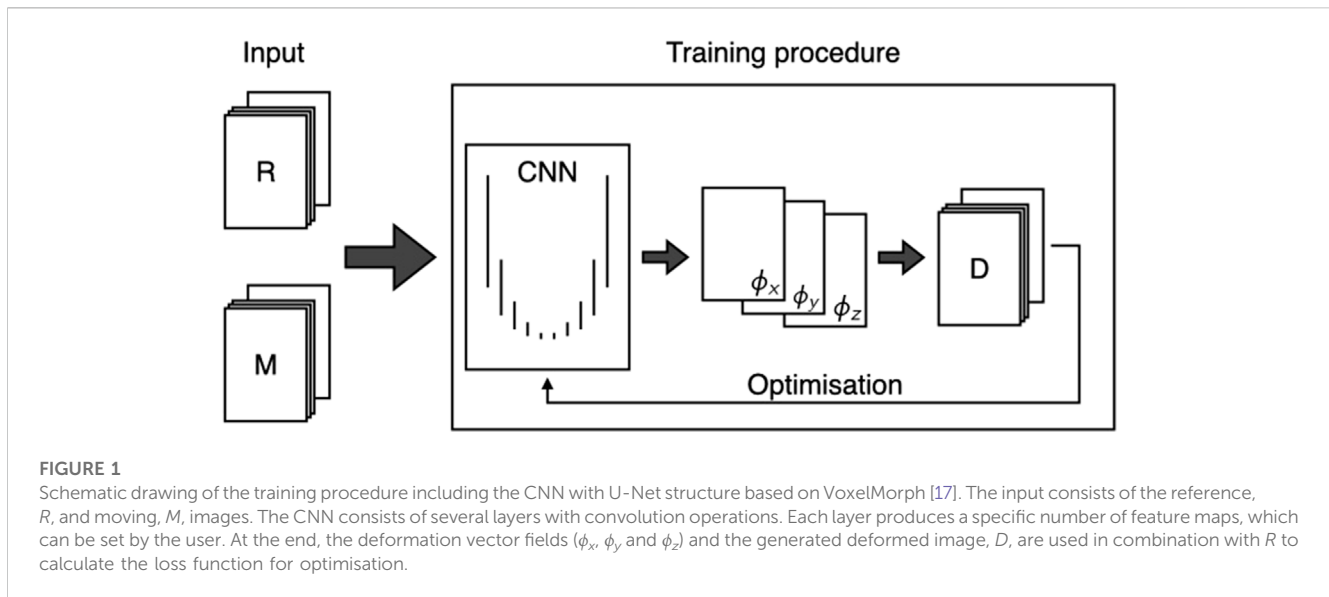 Input
Training procedure
R
M
CNN
ϕx
ϕy
ϕz
D
Optimisation
FIGURE 1
Schematic drawing of the training procedure including the CNN with U-Net structure based on VoxelMorph [17]. The input consists of the reference,
R, and moving, M, images. The CNN consists of several layers with convolution operations. Each layer produces a specific number of feature maps, which
can be set by the user. At the end, the deformation vector fields (ϕx, ϕy and ϕz) and the generated deformed image, D, are used in combination with R to
calculate the loss function for optimisation.